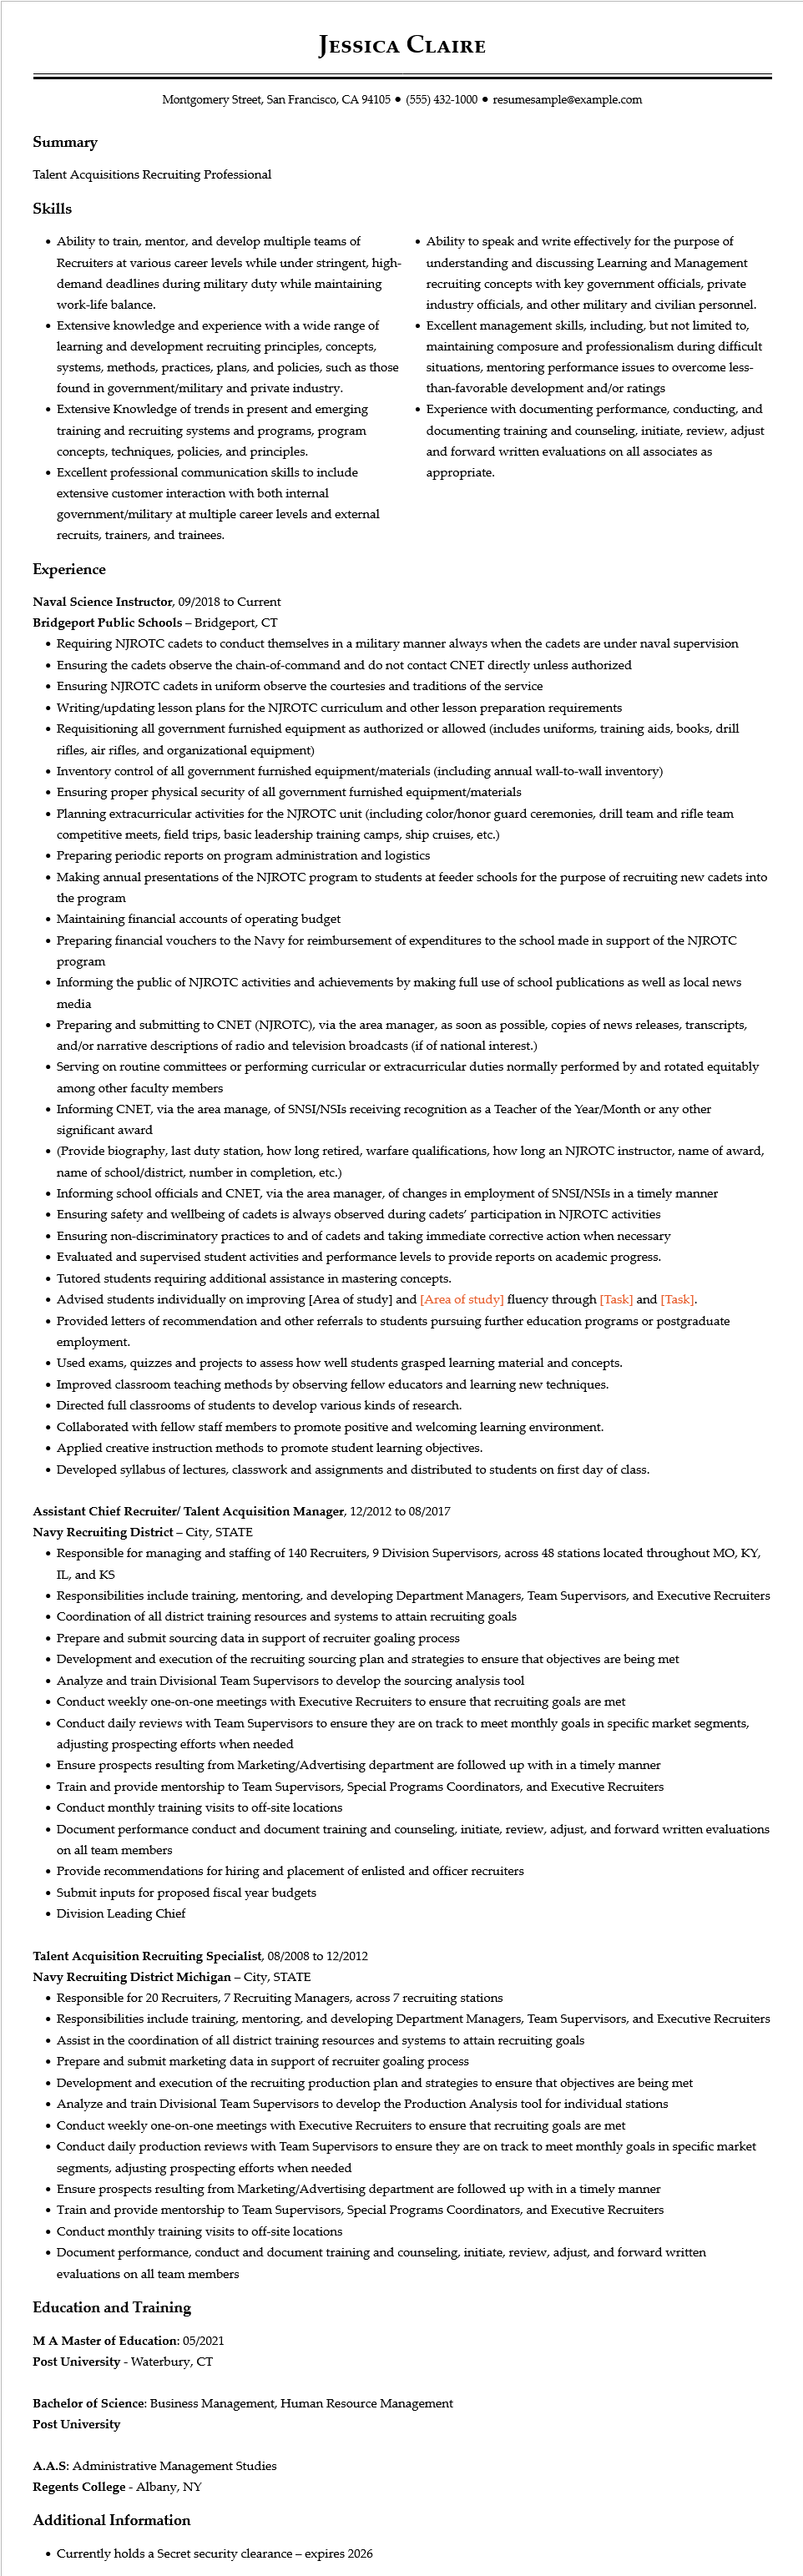 Jessica Claire
Montgomery Street, San Francisco, CA 94105 ● (555) 432-1000 ● resumesample@example.com
Summary
Talent Acquisitions Recruiting Professional
Skills
• Ability to train, mentor, and develop multiple teams of
Recruiters at various career levels while under stringent, high-
demand deadlines during military duty while maintaining
work-life balance.
• Extensive knowledge and experience with a wide range of
learning and development recruiting principles, concepts,
systems, methods, practices, plans, and policies, such as those
found in government/military and private industry.
• Extensive Knowledge of trends in present and emerging
training and recruiting systems and programs, program
concepts, techniques, policies, and principles.
• Excellent professional communication skills to include
extensive customer interaction with both internal
government/military at multiple career levels and external
recruits, trainers, and trainees.
• Ability to speak and write effectively for the purpose of
understanding and discussing Learning and Management
recruiting concepts with key government officials, private
industry officials, and other military and civilian personnel.
• Excellent management skills, including, but not limited to,
maintaining composure and professionalism during difficult
situations, mentoring performance issues to overcome less-
than-favorable development and/or ratings
• Experience with documenting performance, conducting, and
documenting training and counseling, initiate, review, adjust
and forward written evaluations on all associates as
appropriate.
Experience
Naval Science Instructor, 09/2018 to Current
Bridgeport Public Schools – Bridgeport, CT
• Requiring NJROTC cadets to conduct themselves in a military manner always when the cadets are under naval supervision
• Ensuring the cadets observe the chain-of-command and do not contact CNET directly unless authorized
• Ensuring NJROTC cadets in uniform observe the courtesies and traditions of the service
• Writing/updating lesson plans for the NJROTC curriculum and other lesson preparation requirements
• Requisitioning all government furnished equipment as authorized or allowed (includes uniforms, training aids, books, drill
rifles, air rifles, and organizational equipment)
• Inventory control of all government furnished equipment/materials (including annual wall-to-wall inventory)
• Ensuring proper physical security of all government furnished equipment/materials
• Planning extracurricular activities for the NJROTC unit (including color/honor guard ceremonies, drill team and rifle team
competitive meets, field trips, basic leadership training camps, ship cruises, etc.)
• Preparing periodic reports on program administration and logistics
• Making annual presentations of the NJROTC program to students at feeder schools for the purpose of recruiting new cadets into
the program
• Maintaining financial accounts of operating budget
• Preparing financial vouchers to the Navy for reimbursement of expenditures to the school made in support of the NJROTC
program
• Informing the public of NJROTC activities and achievements by making full use of school publications as well as local news
media
• Preparing and submitting to CNET (NJROTC), via the area manager, as soon as possible, copies of news releases, transcripts,
and/or narrative descriptions of radio and television broadcasts (if of national interest.)
• Serving on routine committees or performing curricular or extracurricular duties normally performed by and rotated equitably
among other faculty members
• Informing CNET, via the area manage, of SNSI/NSIs receiving recognition as a Teacher of the Year/Month or any other
significant award
• (Provide biography, last duty station, how long retired, warfare qualifications, how long an NJROTC instructor, name of award,
name of school/district, number in completion, etc.)
• Informing school officials and CNET, via the area manager, of changes in employment of SNSI/NSIs in a timely manner
• Ensuring safety and wellbeing of cadets is always observed during cadets’ participation in NJROTC activities
• Ensuring non-discriminatory practices to and of cadets and taking immediate corrective action when necessary
• Evaluated and supervised student activities and performance levels to provide reports on academic progress.
• Tutored students requiring additional assistance in mastering concepts.
• Advised students individually on improving [Area of study] and [Area of study] fluency through [Task] and [Task].
• Provided letters of recommendation and other referrals to students pursuing further education programs or postgraduate
employment.
• Used exams, quizzes and projects to assess how well students grasped learning material and concepts.
• Improved classroom teaching methods by observing fellow educators and learning new techniques.
• Directed full classrooms of students to develop various kinds of research.
• Collaborated with fellow staff members to promote positive and welcoming learning environment.
• Applied creative instruction methods to promote student learning objectives.
• Developed syllabus of lectures, classwork and assignments and distributed to students on first day of class.
Assistant Chief Recruiter/ Talent Acquisition Manager, 12/2012 to 08/2017
Navy Recruiting District – City, STATE
• Responsible for managing and staffing of 140 Recruiters, 9 Division Supervisors, across 48 stations located throughout MO, KY,
IL, and KS
• Responsibilities include training, mentoring, and developing Department Managers, Team Supervisors, and Executive Recruiters
• Coordination of all district training resources and systems to attain recruiting goals
• Prepare and submit sourcing data in support of recruiter goaling process
• Development and execution of the recruiting sourcing plan and strategies to ensure that objectives are being met
• Analyze and train Divisional Team Supervisors to develop the sourcing analysis tool
• Conduct weekly one-on-one meetings with Executive Recruiters to ensure that recruiting goals are met
• Conduct daily reviews with Team Supervisors to ensure they are on track to meet monthly goals in specific market segments,
adjusting prospecting efforts when needed
• Ensure prospects resulting from Marketing/Advertising department are followed up with in a timely manner
• Train and provide mentorship to Team Supervisors, Special Programs Coordinators, and Executive Recruiters
• Conduct monthly training visits to off-site locations
• Document performance conduct and document training and counseling, initiate, review, adjust, and forward written evaluations
on all team members
• Provide recommendations for hiring and placement of enlisted and officer recruiters
• Submit inputs for proposed fiscal year budgets
• Division Leading Chief
Talent Acquisition Recruiting Specialist, 08/2008 to 12/2012
Navy Recruiting District Michigan – City, STATE
• Responsible for 20 Recruiters, 7 Recruiting Managers, across 7 recruiting stations
• Responsibilities include training, mentoring, and developing Department Managers, Team Supervisors, and Executive Recruiters
• Assist in the coordination of all district training resources and systems to attain recruiting goals
• Prepare and submit marketing data in support of recruiter goaling process
• Development and execution of the recruiting production plan and strategies to ensure that objectives are being met
• Analyze and train Divisional Team Supervisors to develop the Production Analysis tool for individual stations
• Conduct weekly one-on-one meetings with Executive Recruiters to ensure that recruiting goals are met
• Conduct daily production reviews with Team Supervisors to ensure they are on track to meet monthly goals in specific market
segments, adjusting prospecting efforts when needed
• Ensure prospects resulting from Marketing/Advertising department are followed up with in a timely manner
• Train and provide mentorship to Team Supervisors, Special Programs Coordinators, and Executive Recruiters
• Conduct monthly training visits to off-site locations
• Document performance, conduct and document training and counseling, initiate, review, adjust, and forward written
evaluations on all team members
Education and Training
M A Master of Education: 05/2021
Post University - Waterbury, CT
Bachelor of Science: Business Management, Human Resource Management
Post University
A.A.S: Administrative Management Studies
Regents College - Albany, NY
Additional Information
• Currently holds a Secret security clearance – expires 2026